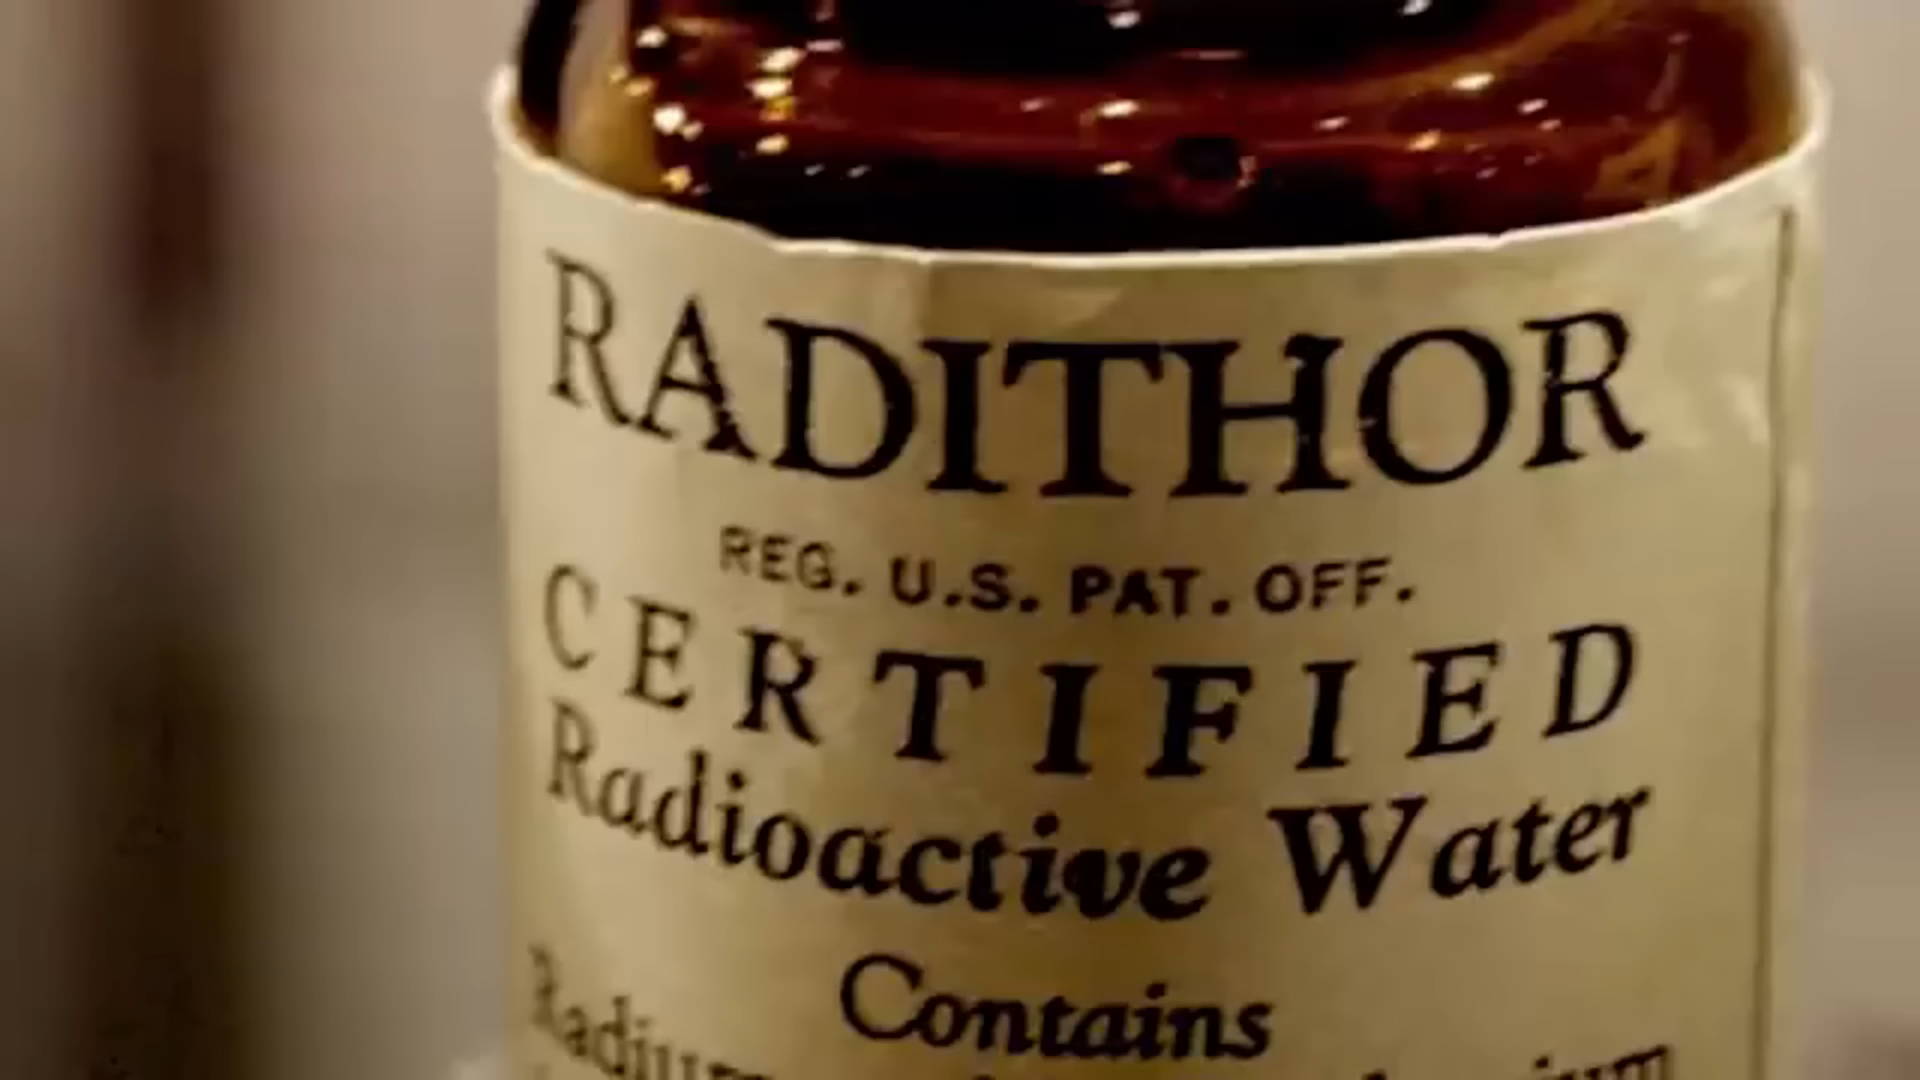 RADITHOR
REG. U.S. PAT. OFF.
CERTIFIED
Radioactive Water
Contains